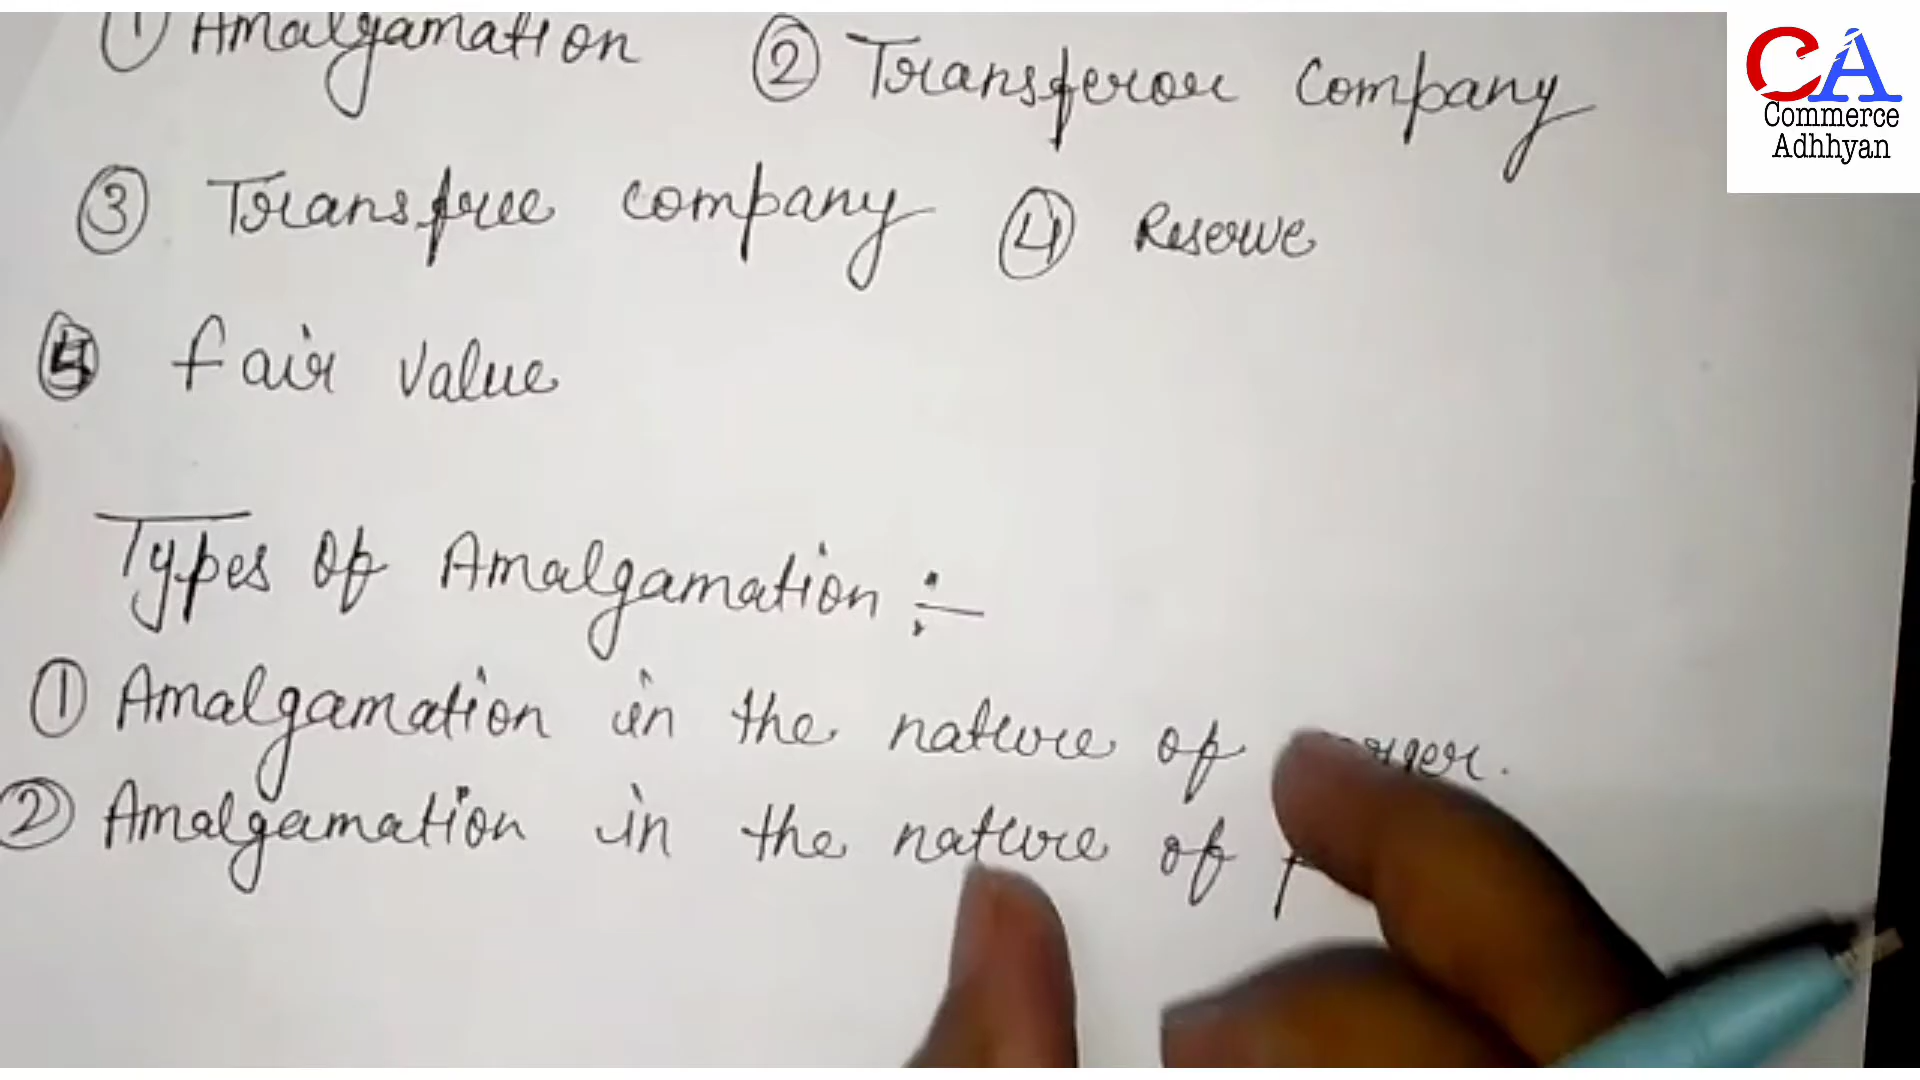 ① Amalgamation ② Transferor Company
③ Transfree company ④ Reserve
5 fair value
Types of Amalgamation :-
① Amalgamation in the nature of
② Amalgamation in the nature of
CA
Commerce
Adhhyan